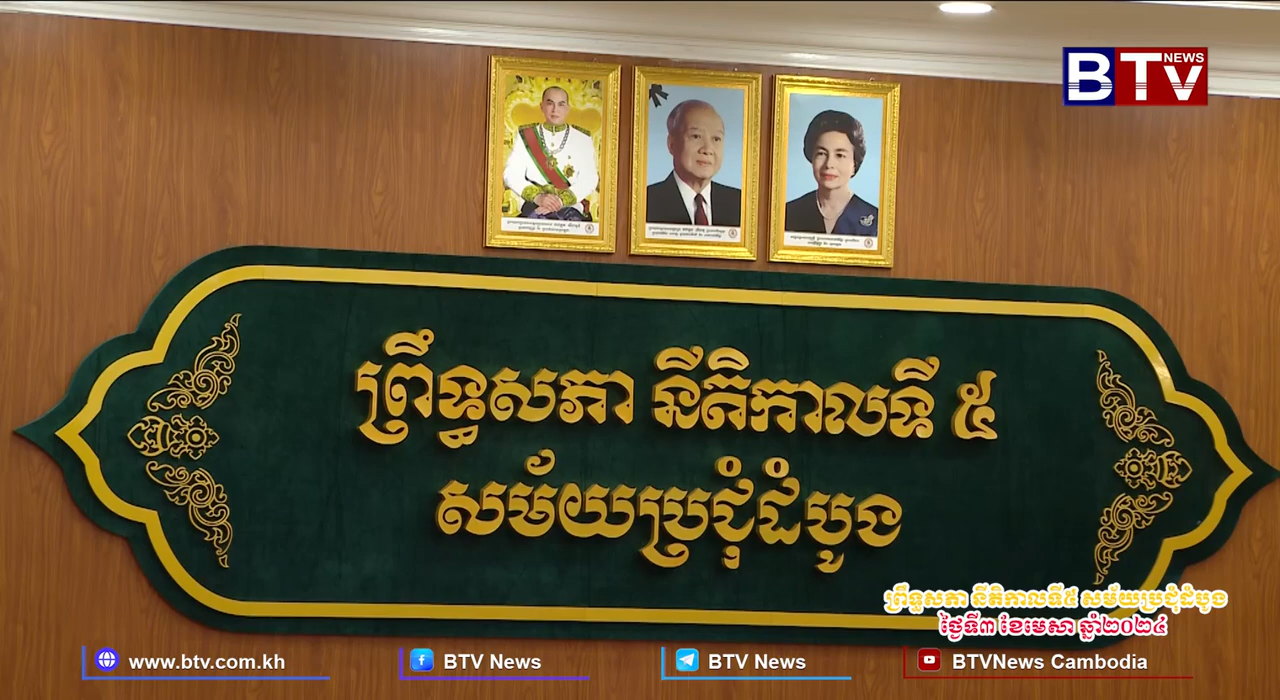 BTV NEWS
ព្រឹទ្ធសភា នីតិកាលទី ៥
សម័យប្រជុំដំបូង
ព្រឹទ្ធសភា នីតិកាលទី៥ សម័យប្រជុំដំបូង
ថ្ងៃទី៣ ខែមេសា ឆ្នាំ២០២៤
www.btv.com.kh
BTV News
BTV News
BTVNews Cambodia